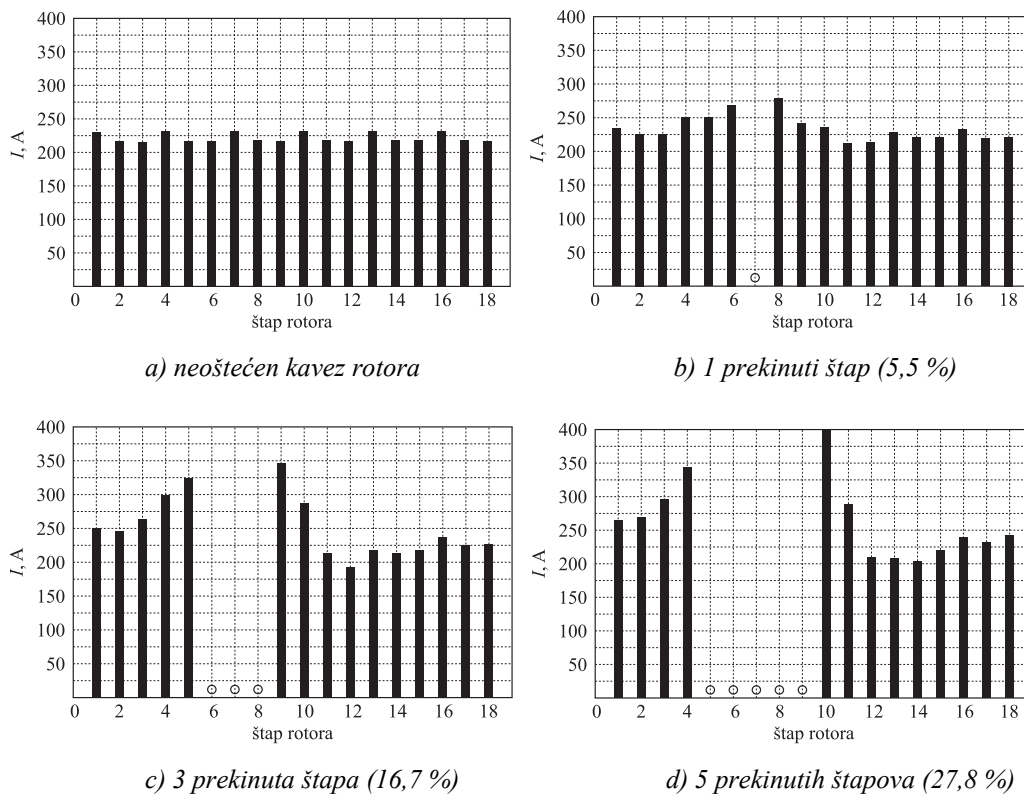 400
350
300
250
200
150
100
50
I, A
0 2 4 6 8 10 12 14 16 18
štap rotora
a) neoštećen kavez rotora
400
350
300
250
200
150
100
50
I, A
0 2 4 6 8 10 12 14 16 18
štap rotora
b) 1 prekinuti štap (5,5 %)
400
350
300
250
200
150
100
50
I, A
0 2 4 6 8 10 12 14 16 18
štap rotora
c) 3 prekinuta štapa (16,7 %)
400
350
300
250
200
150
100
50
I, A
0 2 4 6 8 10 12 14 16 18
štap rotora
d) 5 prekinutih štapova (27,8 %)